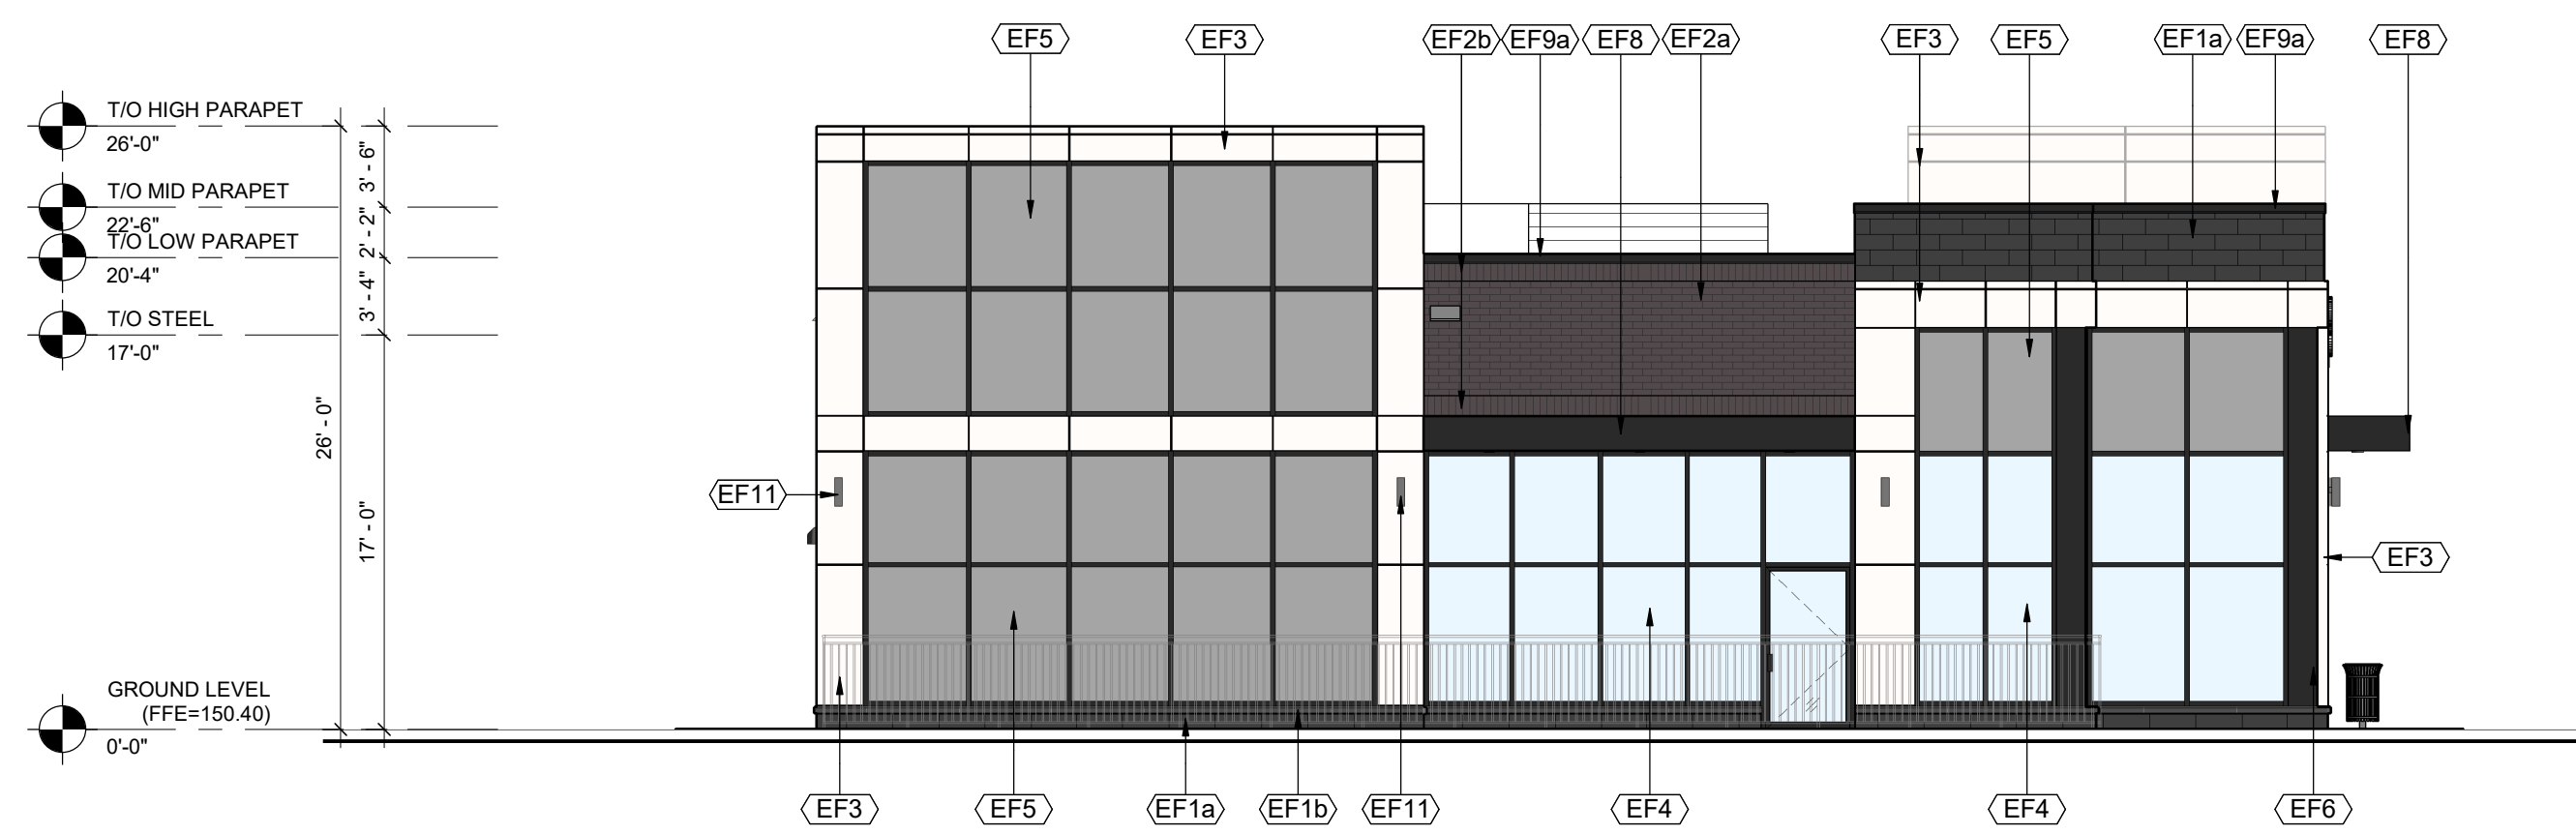 EF5
EF3
EF2b
EF9a
EF8
EF2a
EF3
EF5
EF1a
EF9a
EF8
T/O HIGH PARAPET
26'-0"
3' - 6"
T/O MID PARAPET
22'-6"
2' - 2"
T/O LOW PARAPET
20'-4"
3' - 4"
T/O STEEL
17'-0"
26' - 0"
17' - 0"
EF11
EF3
GROUND LEVEL
(FFE=150.40)
0'-0"
EF3
EF5
EF1a
EF1b
EF11
EF4
EF4
EF6